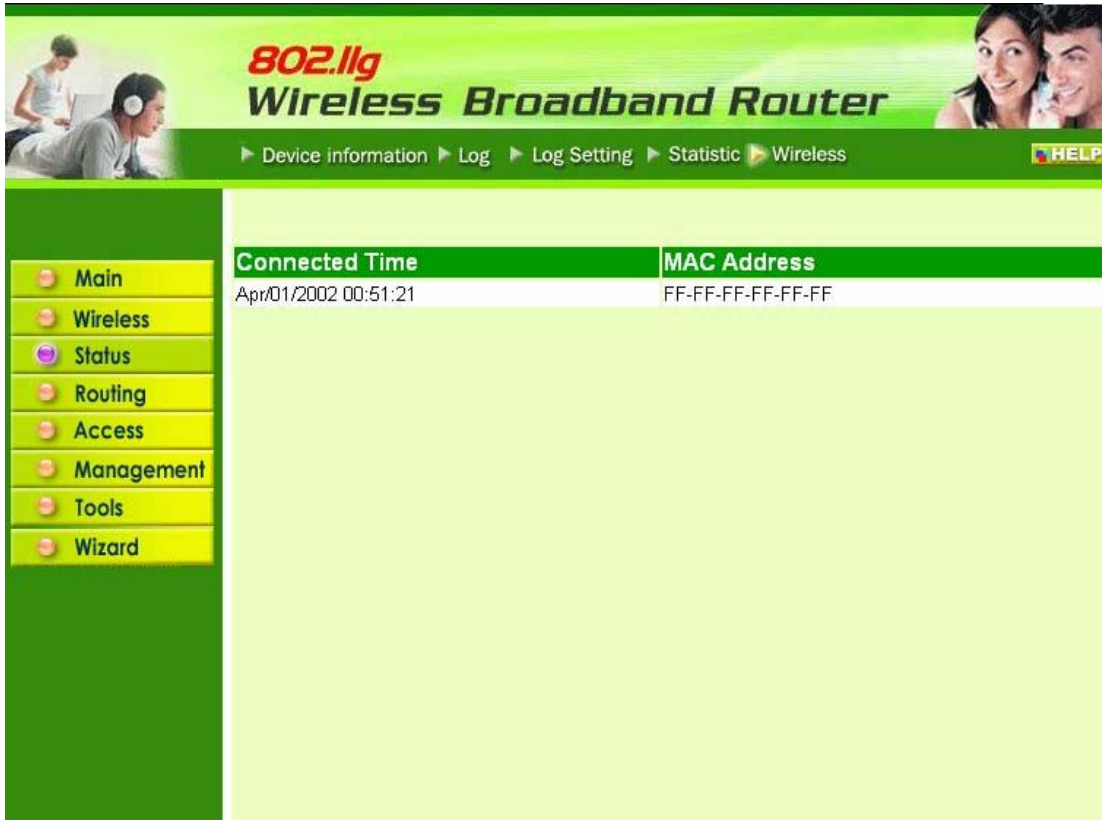 802.11g
Wireless Broadband Router
Device information Log Log Setting Statistic Wireless HELP
Main
Wireless
Status
Routing
Access
Management
Tools
Wizard
Connected Time MAC Address
Apr/01/2002 00:51:21 FF-FF-FF-FF-FF-FF